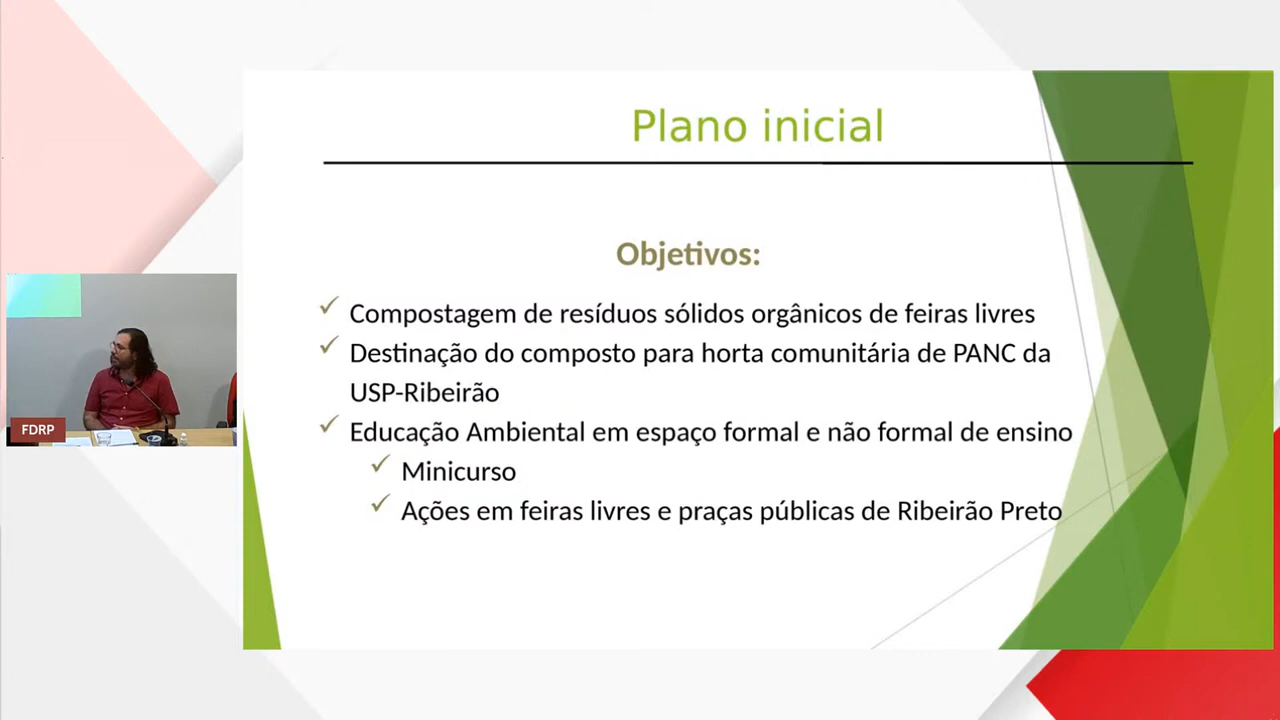 Plano inicial
Objetivos:
Compostagem de resíduos sólidos orgânicos de feiras livres
Destinação do composto para horta comunitária de PANC da
USP-Ribeirão
Educação Ambiental em espaço formal e não formal de ensino
Minicurso
Ações em feiras livres e praças públicas de Ribeirão Preto
FDRP